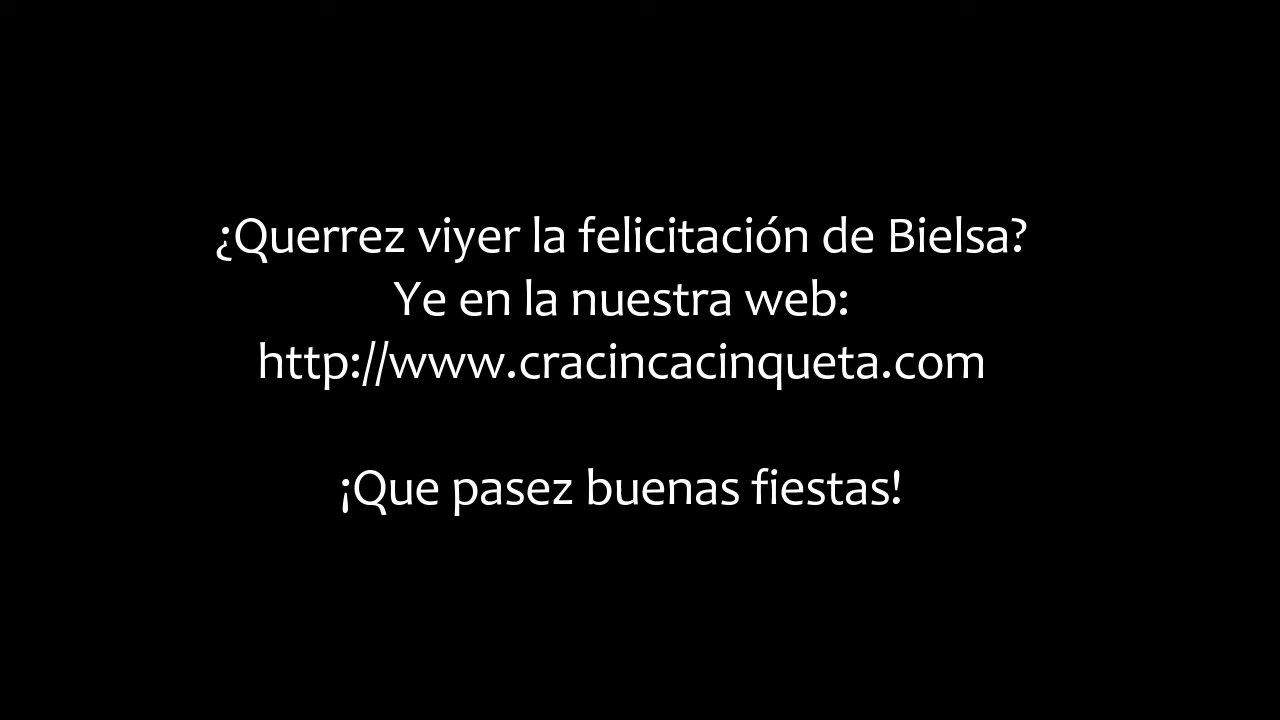 ¿Querrez viyer la felicitación de Bielsa?
Ye en la nuestra web:
http://www.cracincacinqueta.com
¡Que pasez buenas fiestas!